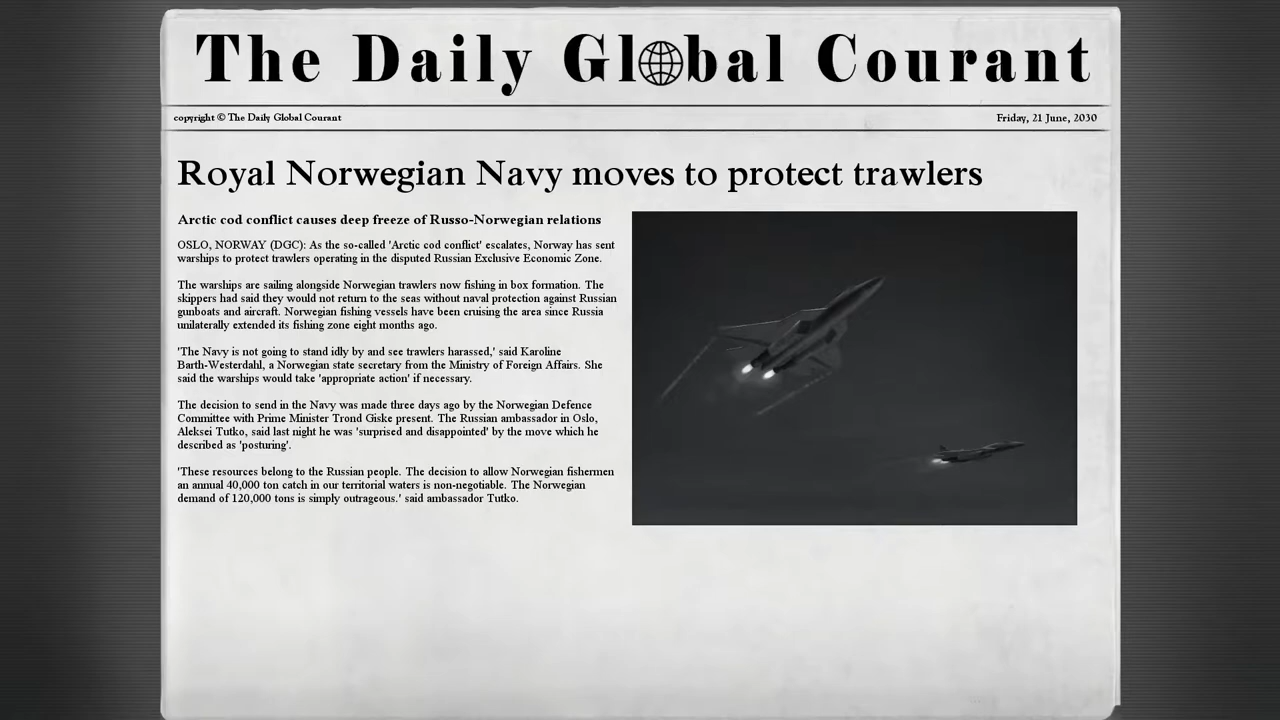 The Daily Global Courant
copyright © The Daily Global Courant
Friday, 21 June, 2030
Royal Norwegian Navy moves to protect trawlers
Arctic cod conflict causes deep freeze of Russo-Norwegian relations
OSLO, NORWAY (DGC): As the so-called 'Arctic cod conflict' escalates, Norway has sent
warships to protect trawlers operating in the disputed Russian Exclusive Economic Zone.
The warships are sailing alongside Norwegian trawlers now fishing in box formation. The
skippers had said they would not return to the seas without naval protection against Russian
gunboats and aircraft. Norwegian fishing vessels have been cruising the area since Russia
unilaterally extended its fishing zone eight months ago.
'The Navy is not going to stand idly by and see trawlers harassed,' said Karoline
Barth-Westerdahl, a Norwegian state secretary from the Ministry of Foreign Affairs. She
said the warships would take 'appropriate action' if necessary.
The decision to send in the Navy was made three days ago by the Norwegian Defence
Committee with Prime Minister Trond Giske present. The Russian ambassador in Oslo,
Aleksei Tutko, said last night he was 'surprised and disappointed' by the move which he
described as 'posturing'.
'These resources belong to the Russian people. The decision to allow Norwegian fishermen
an annual 40,000 ton catch in our territorial waters is non-negotiable. The Norwegian
demand of 120,000 tons is simply outrageous.' said ambassador Tutko.